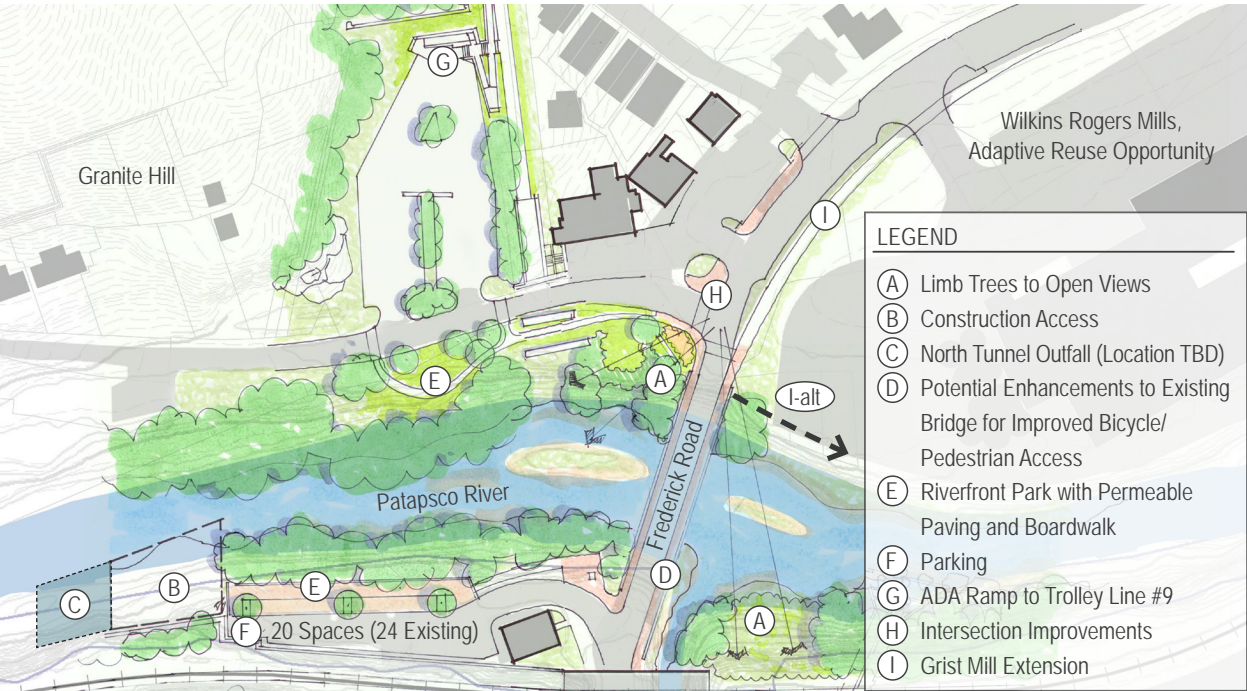 G
Wilkins Rogers Mills,
Adaptive Reuse Opportunity
Granite Hill
I
H
E
A
I-alt
Frederick Road
Patapsco River
C
B
E
D
F
20 Spaces (24 Existing)
A
LEGEND
A Limb Trees to Open Views
B Construction Access
C North Tunnel Outfall (Location TBD)
D Potential Enhancements to Existing
Bridge for Improved Bicycle/
Pedestrian Access
E Riverfront Park with Permeable
Paving and Boardwalk
F Parking
G ADA Ramp to Trolley Line #9
H Intersection Improvements
I Grist Mill Extension